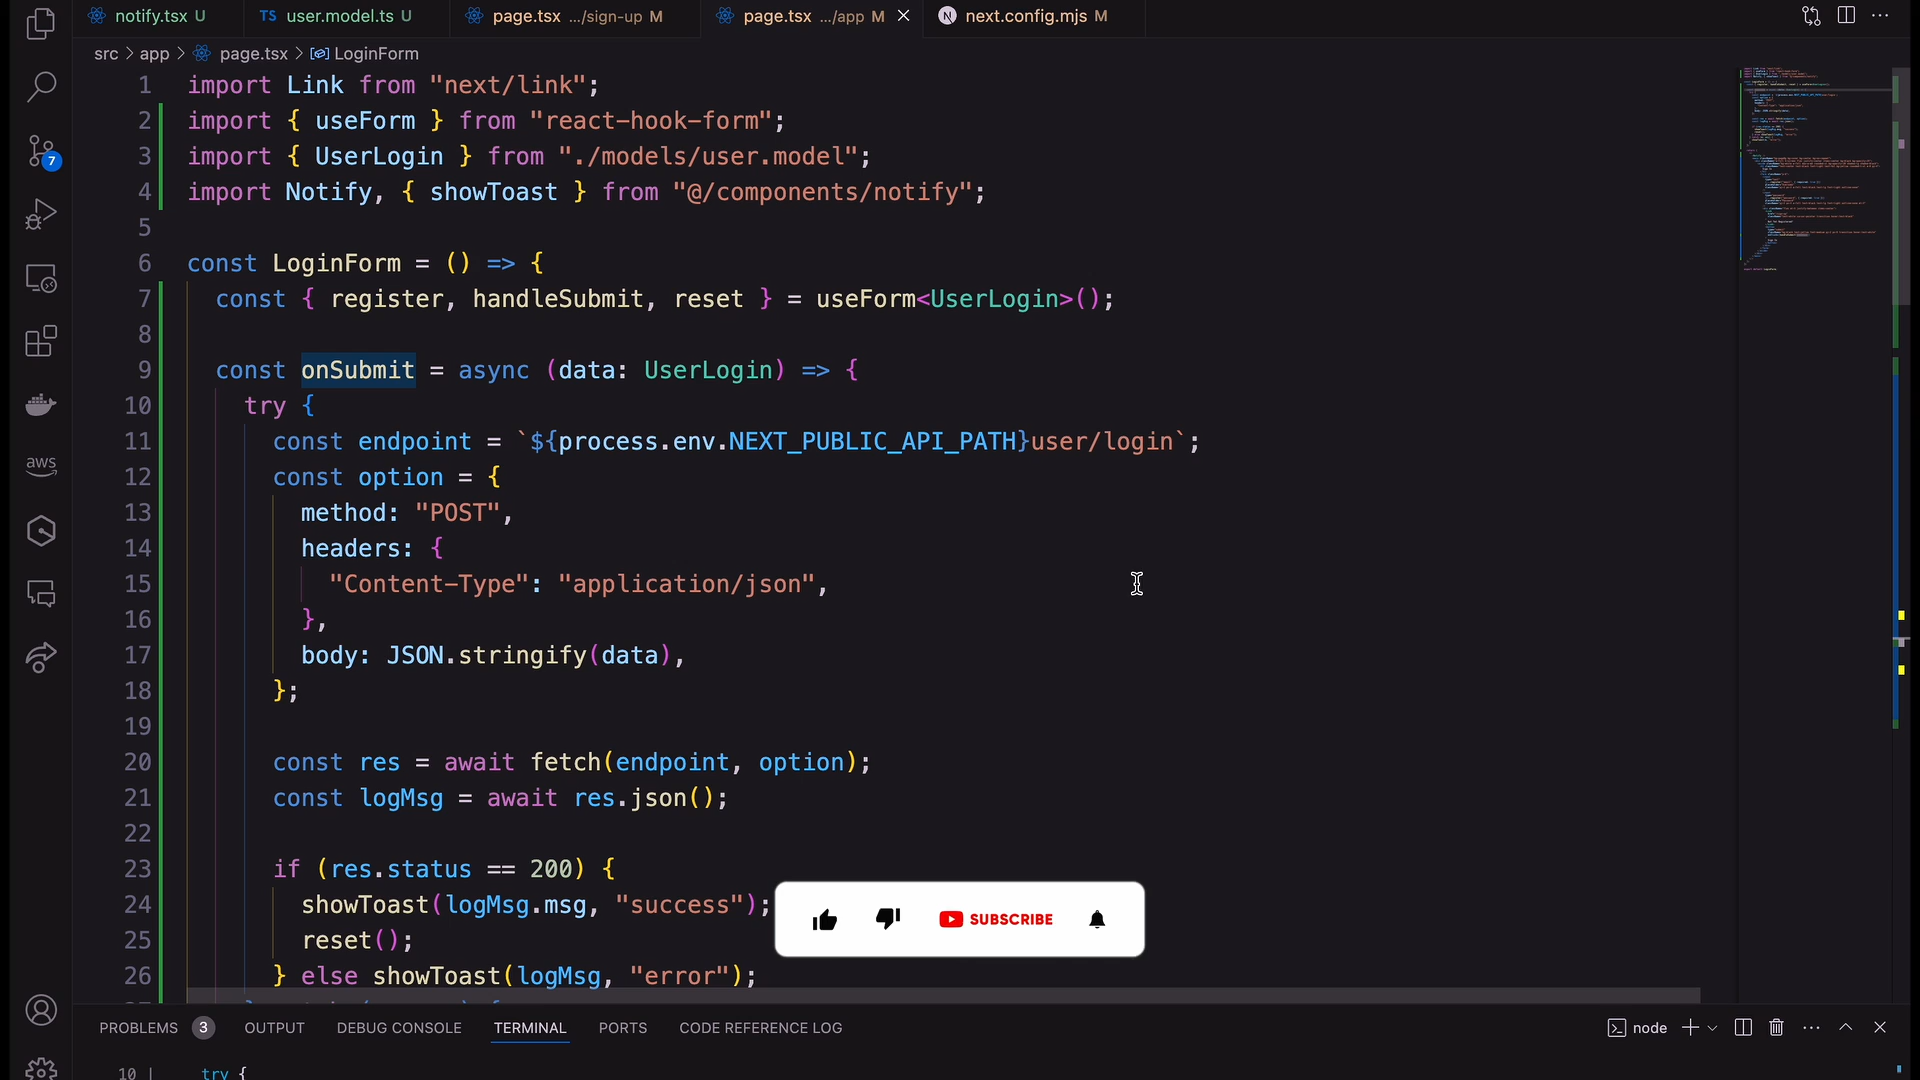 notify.tsx U
TS user.model.ts U
page.tsx .../sign-up M
page.tsx .../app M
N next.config.mjs M
src > app > page.tsx > LoginForm
1 import Link from "next/link";
2 import { useForm } from "react-hook-form";
3 import { UserLogin } from "./models/user.model";
4 import Notify, { showToast } from "@/components/notify";
5
6 const LoginForm = () => {
7 const { register, handleSubmit, reset } = useForm<UserLogin>();
8
9 const onSubmit = async (data: UserLogin) => {
10 try {
11 const endpoint = `${process.env.NEXT_PUBLIC_API_PATH}user/login`;
12 const option = {
13 method: "POST",
14 headers: {
15 "Content-Type": "application/json",
16 },
17 body: JSON.stringify(data),
18 };
19
20 const res = await fetch(endpoint, option);
21 const logMsg = await res.json();
22
23 if (res.status == 200) {
24 showToast(logMsg.msg, "success");
25 reset();
26 } else showToast(logMsg, "error");
SUBSCRIBE
7
aws
PROBLEMS 3 OUTPUT DEBUG CONSOLE TERMINAL PORTS CODE REFERENCE LOG
node
10 | try {